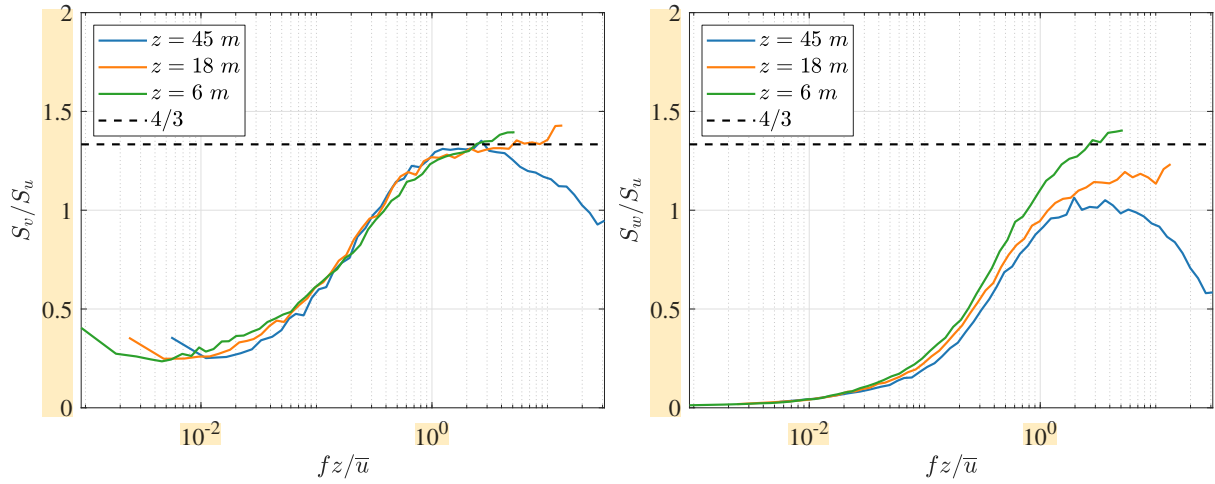 2
1.5
1
0.5
0
S_v/S_u
z = 45 m
z = 18 m
z = 6 m
4/3
10^{-2}
10^0
fz/\overline{u}
2
1.5
1
0.5
0
S_w/S_u
z = 45 m
z = 18 m
z = 6 m
4/3
10^{-2}
10^0
fz/\overline{u}